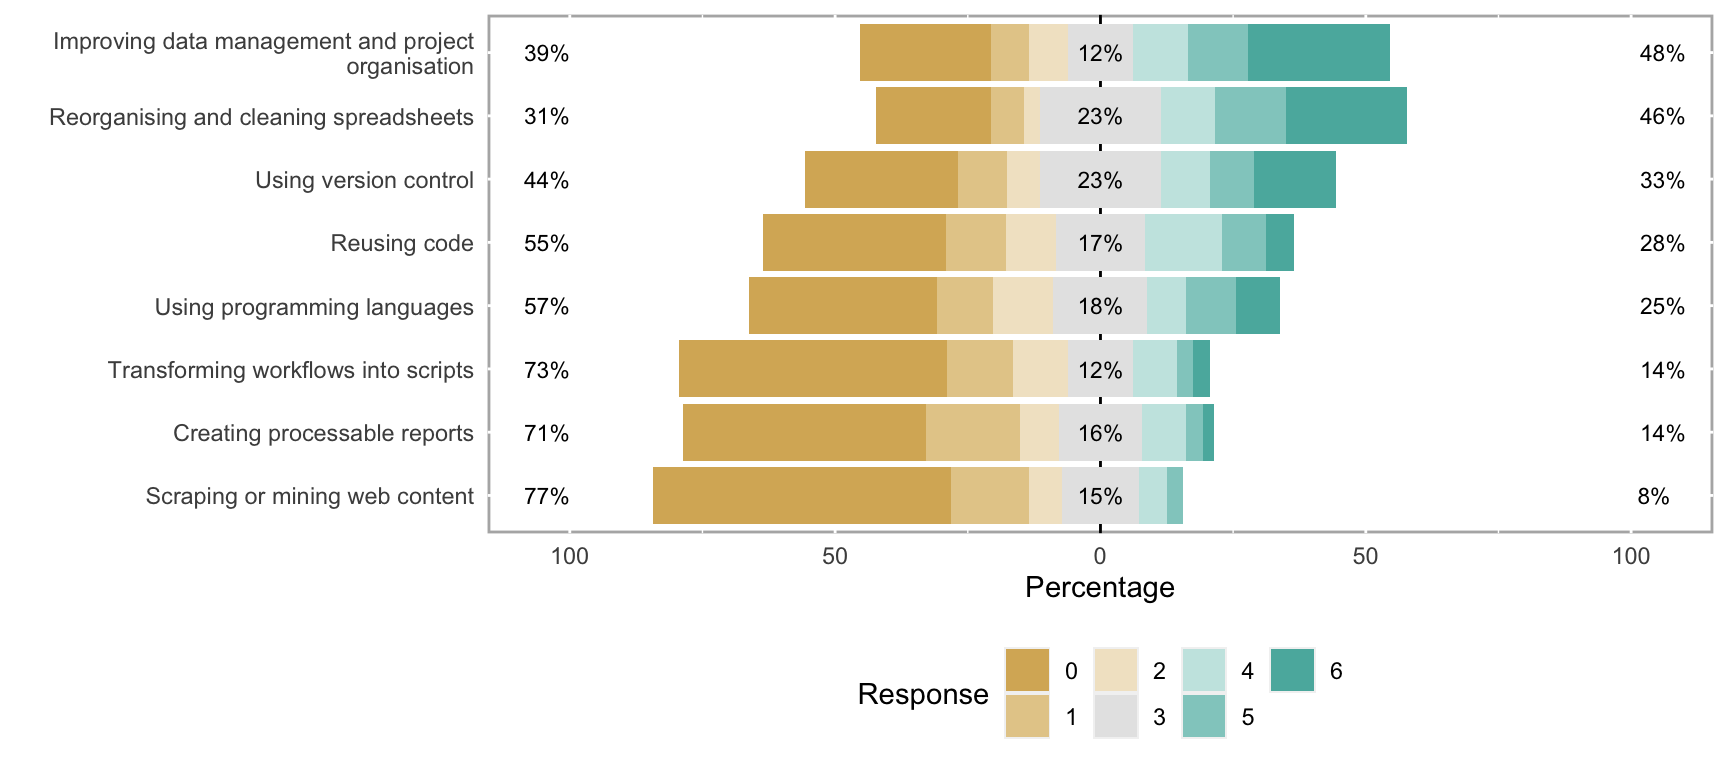 Improving data management and project
organisation
39% 12% 48%
Reorganising and cleaning spreadsheets 31% 23% 46%
Using version control 44% 23% 33%
Reusing code 55% 17% 28%
Using programming languages 57% 18% 25%
Transforming workflows into scripts 73% 12% 14%
Creating processable reports 71% 16% 14%
Scraping or mining web content 77% 15% 8%
100 50 0 50 100
Percentage
Response
0 2 4 6
1 3 5